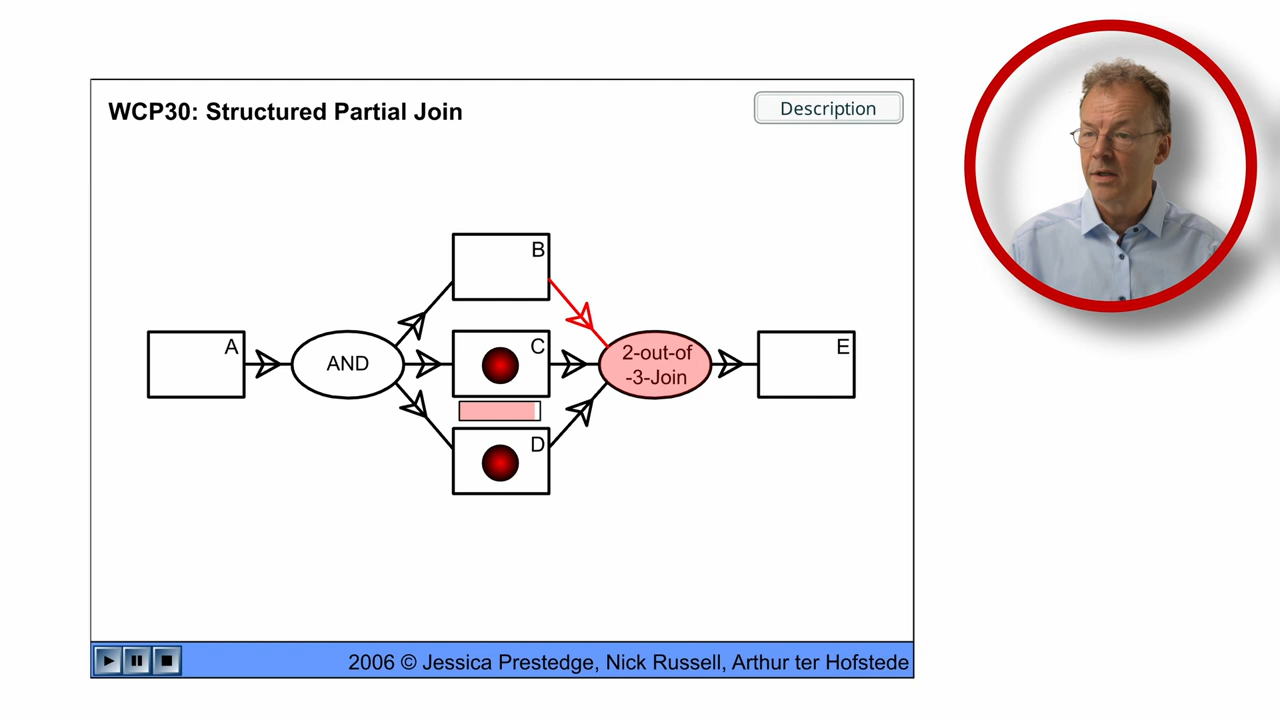 WCP30: Structured Partial Join
Description
B
A
AND
C
2-out-of
-3-Join
E
D
2006 © Jessica Prestedge, Nick Russell, Arthur ter Hofstede